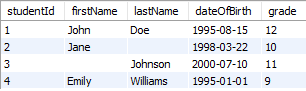 studentId firstName lastName dateOfBirth grade
1 John Doe 1995-08-15 12
2 Jane 1998-03-22 10
3 Johnson 2000-07-10 11
4 Emily Williams 1995-01-01 9